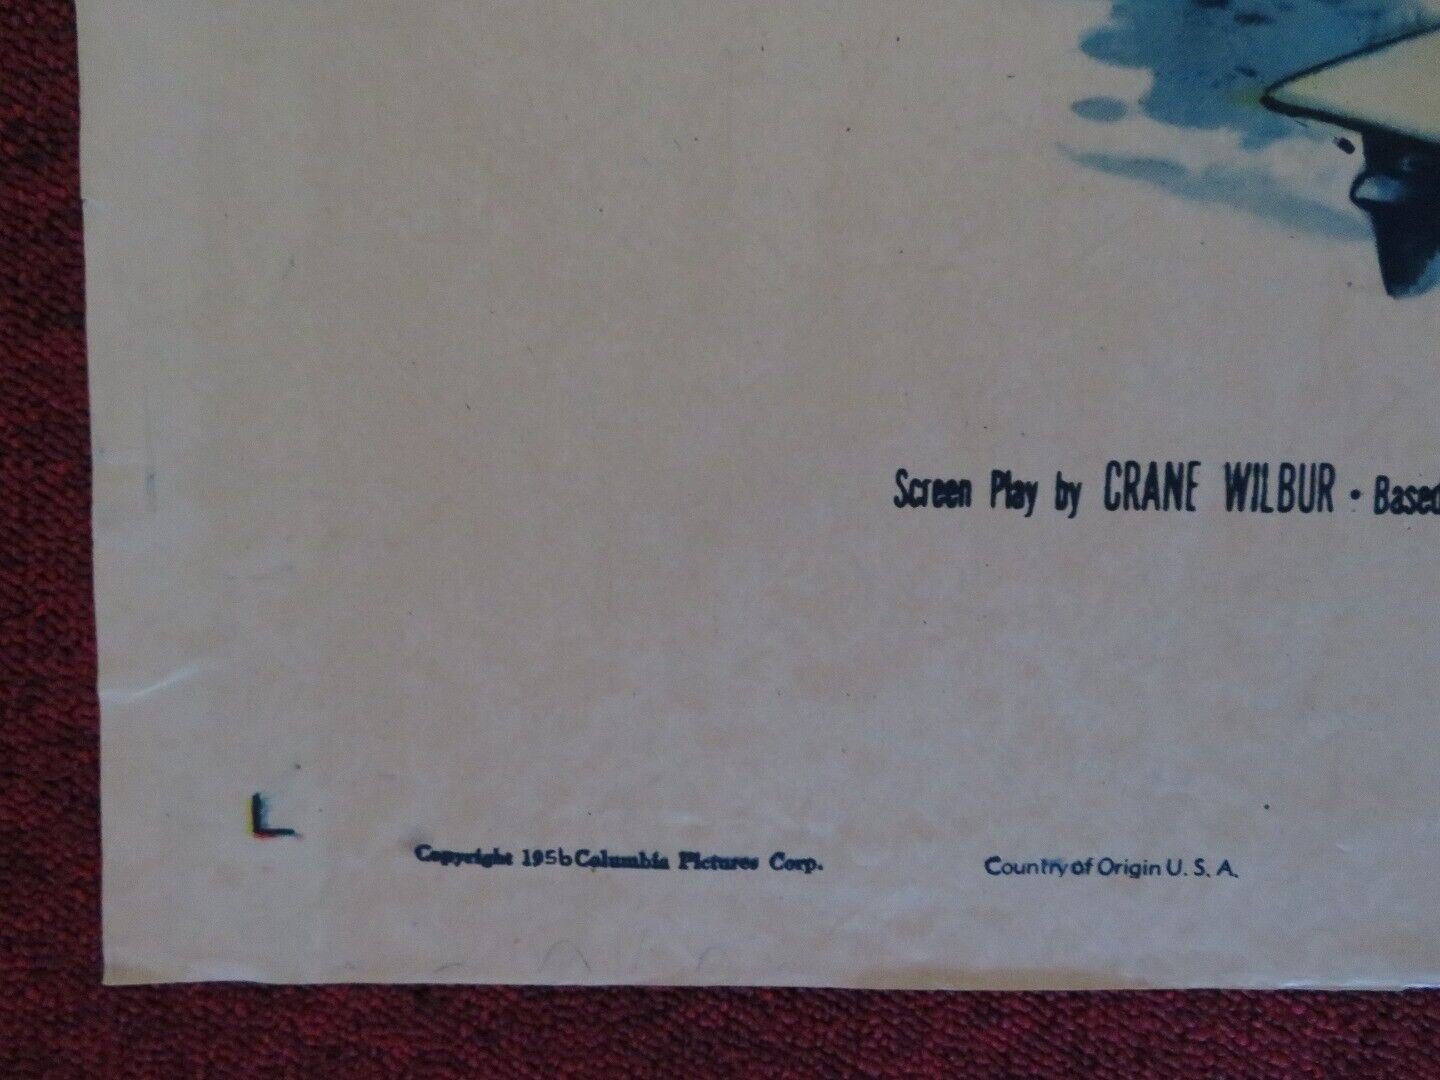 Screen Play by CRANE WILBUR • Based
Copyright 1956 Columbia Pictures Corp.
Country of Origin U. S. A.